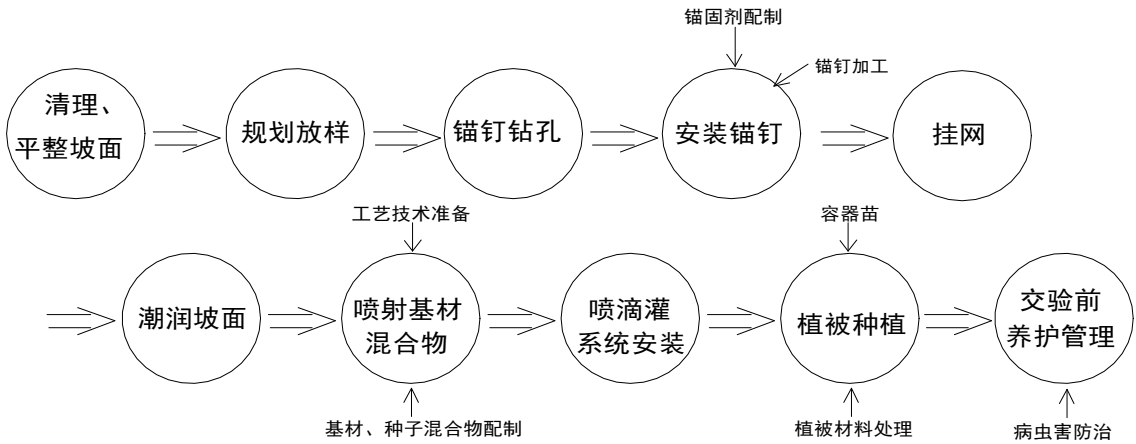 锚固剂配制
锚钉加工
清理、
平整坡面
规划放样
锚钉钻孔
安装锚钉
挂网
工艺技术准备
容器苗
潮润坡面
喷射基材
混合物
喷滴灌
系统安装
植被种植
交验前
养护管理
基材、种子混合物配制
植被材料处理
病虫害防治